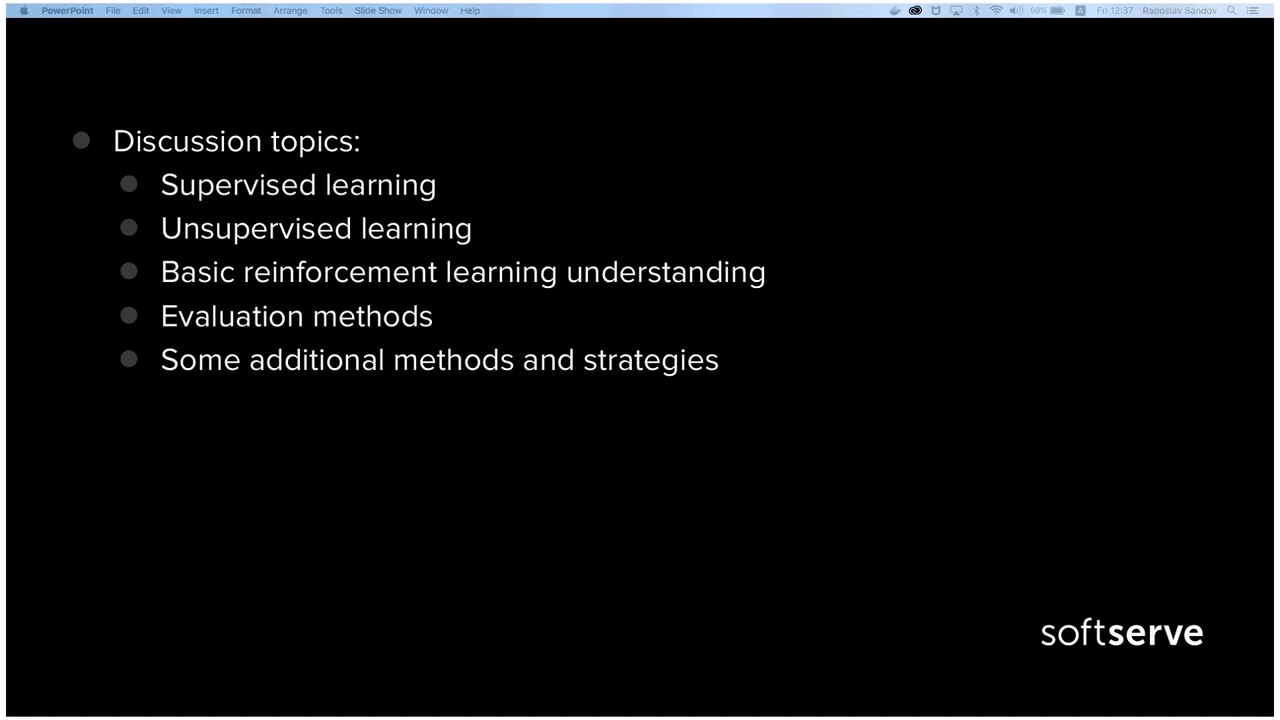 PowerPoint File Edit View Insert Format Arrange Tools Slide Show Window Help 98% A Fri 12:37 Radoslav Sandov
Discussion topics:
Supervised learning
Unsupervised learning
Basic reinforcement learning understanding
Evaluation methods
Some additional methods and strategies
softserve